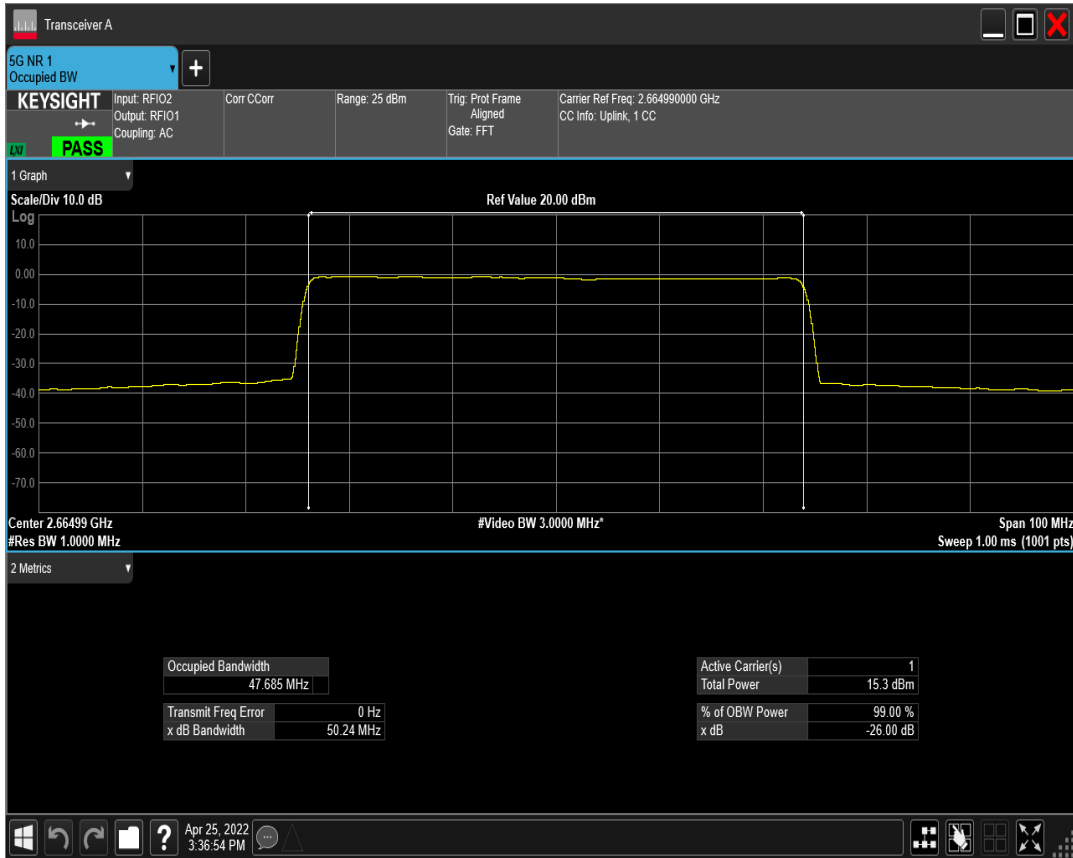 Transceiver A
5G NR 1
Occupied BW
KEYSIGHT
LXI
PASS
Input: RFIO2
Output: RFIO1
Coupling: AC
Corr CCorr
Range: 25 dBm
Trig: Prot Frame
Aligned
Gate: FFT
Carrier Ref Freq: 2.664990000 GHz
CC Info: Uplink, 1 CC
1 Graph
Scale/Div 10.0 dB
Ref Value 20.00 dBm
Log
10.0
0.00
-10.0
-20.0
-30.0
-40.0
-50.0
-60.0
-70.0
Center 2.66499 GHz
#Video BW 3.0000 MHz*
Span 100 MHz
#Res BW 1.0000 MHz
Sweep 1.00 ms (1001 pts)
2 Metrics
Occupied Bandwidth
47.685 MHz
Transmit Freq Error 0 Hz
x dB Bandwidth 50.24 MHz
Active Carrier(s) 1
Total Power 15.3 dBm
% of OBW Power 99.00 %
x dB -26.00 dB
?
Apr 25, 2022
3:36:54 PM